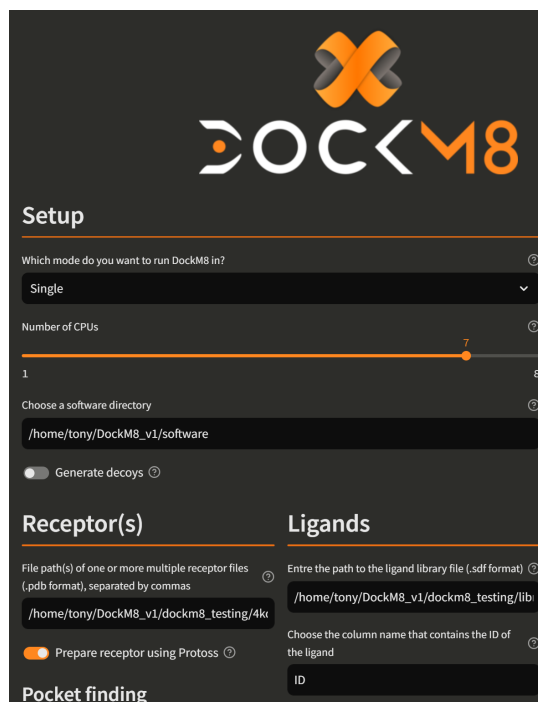 DOCKM8
Setup
Which mode do you want to run DockM8 in?
Single
Number of CPUs
7
1
Choose a software directory
/home/tony/DockM8_v1/software
Generate decoys
Receptor(s)
File path(s) of one or more multiple receptor files
(.pdb format), separated by commas
/home/tony/DockM8_v1/dockm8_testing/4k
Prepare receptor using Protoss
Pocket finding
Ligands
Entre the path to the ligand library file (.sdf format)
/home/tony/DockM8_v1/dockm8_testing/lib
Choose the column name that contains the ID of
the ligand
ID